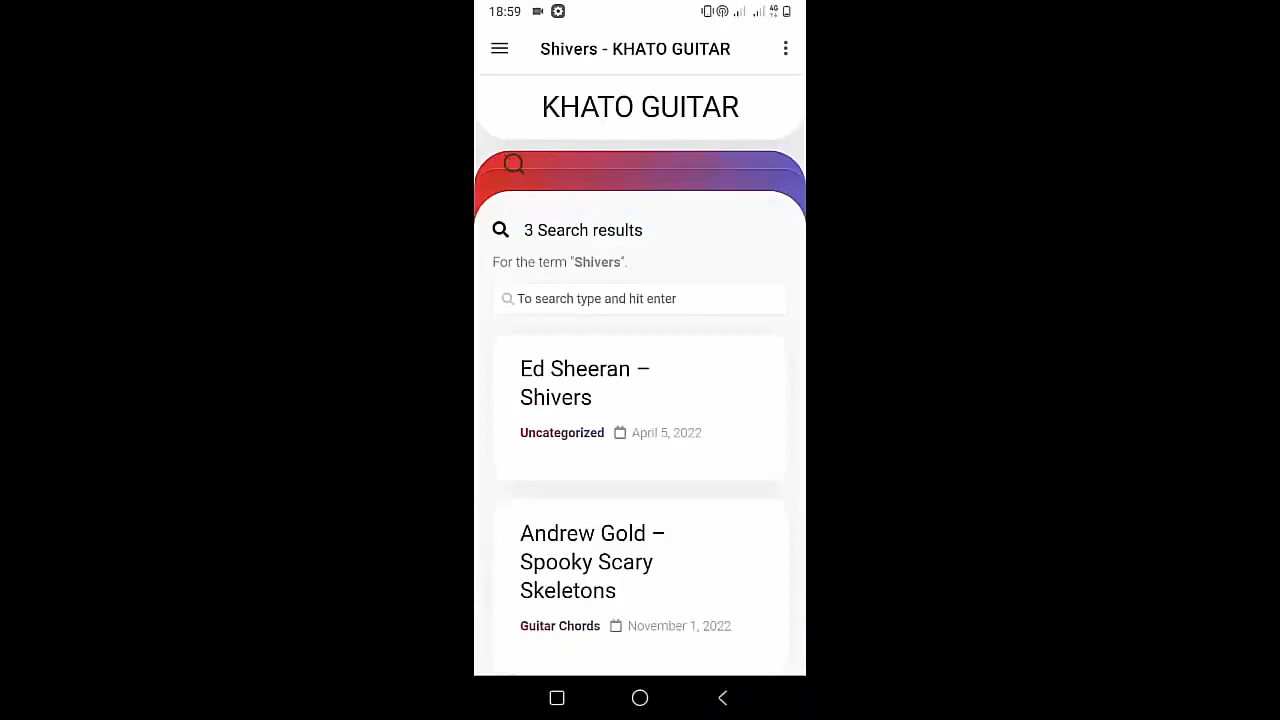 18:59
4G
Shivers - KHATO GUITAR
KHATO GUITAR
3 Search results
For the term "Shivers".
To search type and hit enter
Ed Sheeran –
Shivers
Uncategorized April 5, 2022
Andrew Gold –
Spooky Scary
Skeletons
Guitar Chords November 1, 2022